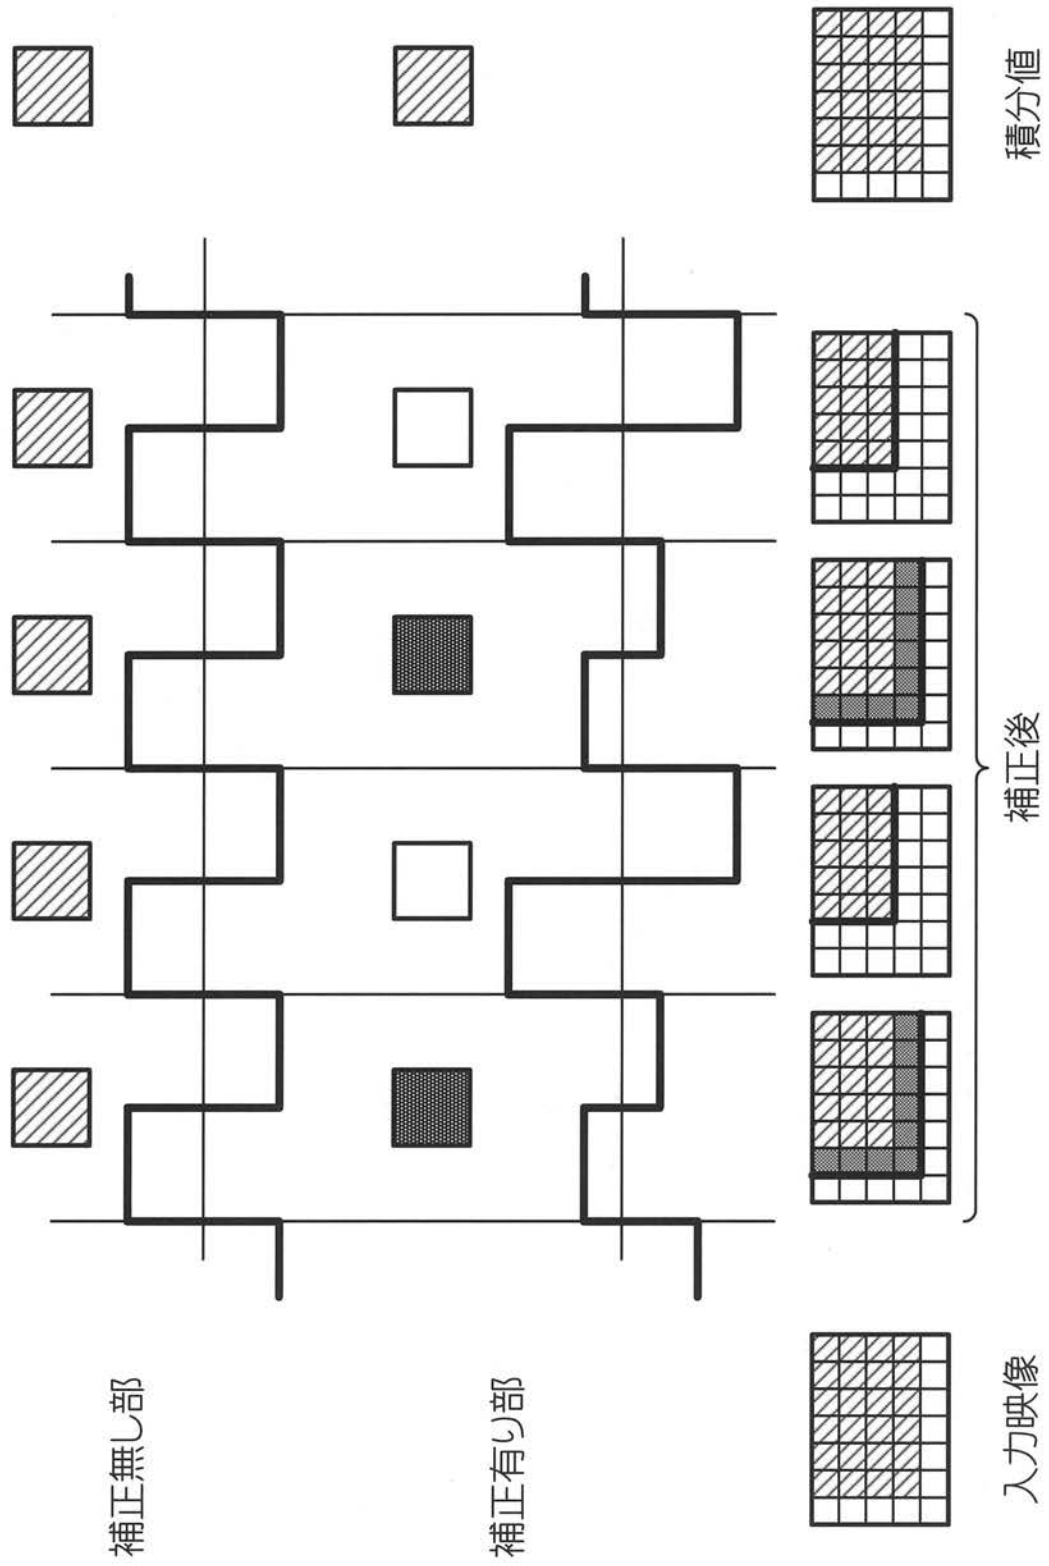 補正無し部
補正有り部
入力映像
補正後
積分値